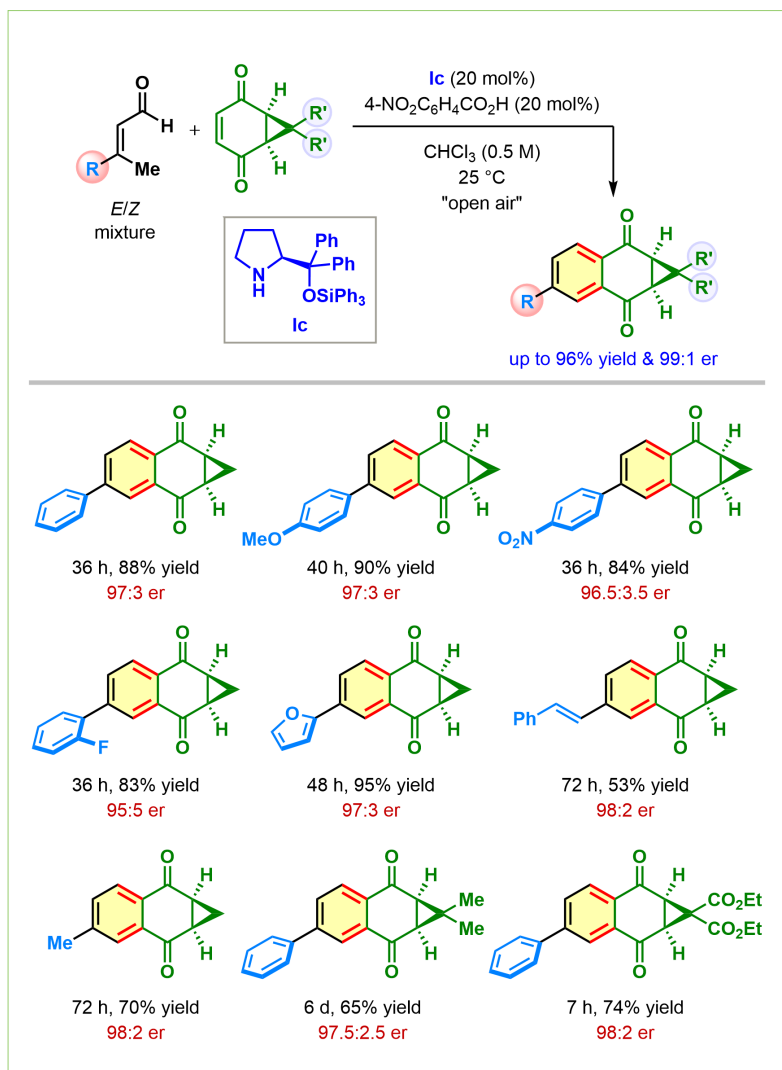 O
H
R
Me
E/Z
mixture
+
O
H
R'
R'
H
O
Ic (20 mol%)
4-NO2C6H4CO2H (20 mol%)
CHCl3 (0.5 M)
25 °C
"open air"
N
H
Ph
Ph
OSiPh3
Ic
O
H
R'
R'
H
R
O
up to 96% yield & 99:1 er
O
H
H
O
36 h, 88% yield
97:3 er
O
H
H
O
MeO
40 h, 90% yield
97:3 er
O
H
H
O
O2N
36 h, 84% yield
96.5:3.5 er
O
H
H
O
F
36 h, 83% yield
95:5 er
O
H
O
H
O
48 h, 95% yield
97:3 er
O
H
Ph
H
O
72 h, 53% yield
98:2 er
O
H
Me
H
O
72 h, 70% yield
98:2 er
O
H
Me
Me
H
O
6 d, 65% yield
97.5:2.5 er
O
H
CO2Et
CO2Et
H
O
7 h, 74% yield
98:2 er